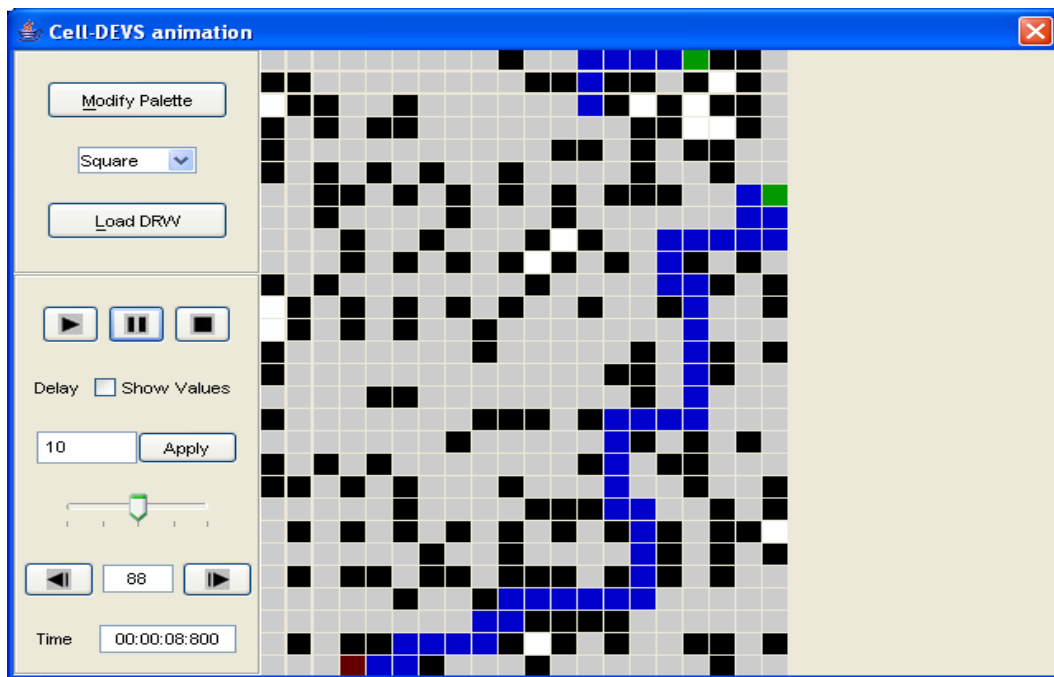 Cell-DEVS animation
Modify Palette
Square
Load DRW
Delay Show Values
10 Apply
88
Time 00:00:08:800